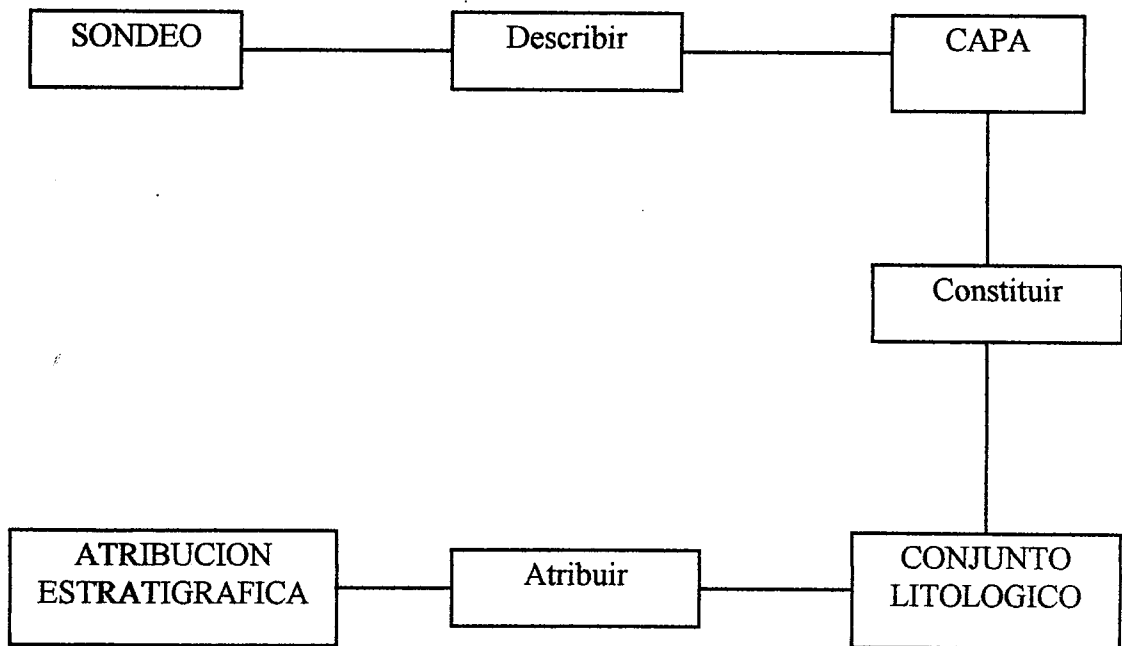 SONDEO
Describir
CAPA
Constituir
ATRIBUCION
ESTRATIGRAFICA
Atribuir
CONJUNTO
LITOLOGICO